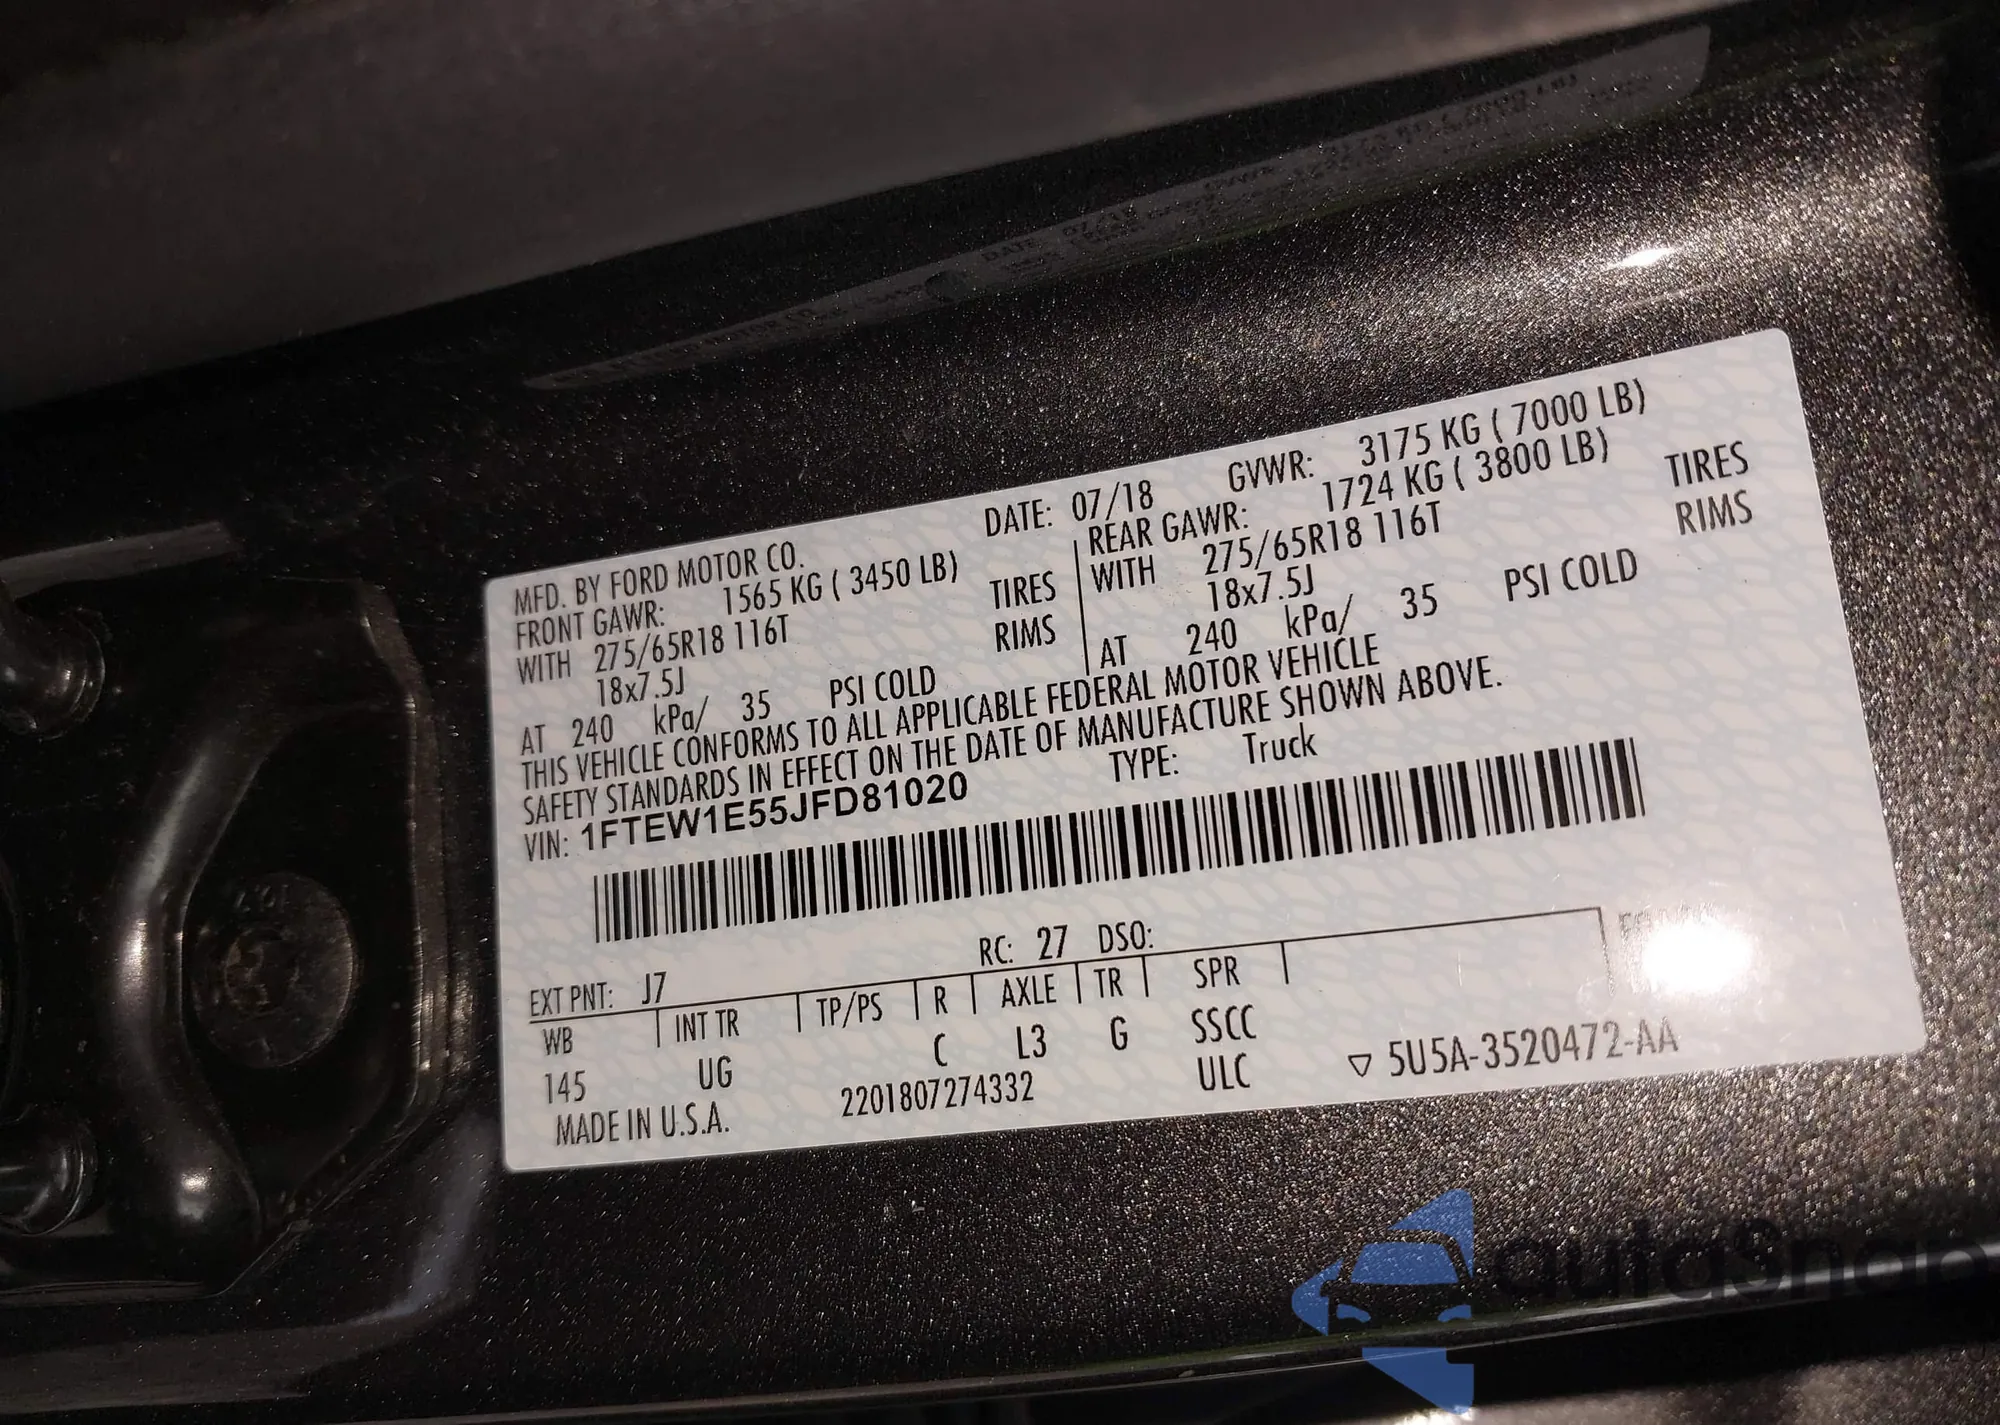 MFD. BY FORD MOTOR CO. DATE: 07/18 GVWR: 3175 KG ( 7000 LB)
FRONT GAWR: 1565 KG ( 3450 LB)
WITH 275/65R18 116T TIRES
18x7.5J RIMS
AT 240 kPa/ 35 PSI COLD
REAR GAWR: 1724 KG ( 3800 LB)
WITH 275/65R18 116T TIRES
18x7.5J RIMS
AT 240 kPa/ 35 PSI COLD
THIS VEHICLE CONFORMS TO ALL APPLICABLE FEDERAL MOTOR VEHICLE
SAFETY STANDARDS IN EFFECT ON THE DATE OF MANUFACTURE SHOWN ABOVE.
VIN: 1FTEW1E55JFD81020 TYPE: Truck
EXT PNT: J7 RC: 27 DSO:
WB INT TR TP/PS R AXLE TR SPR
145 UG C L3 G SSCC
ULC
MADE IN U.S.A. 2201807274332 ▽ 5U5A-3520472-AA
autoSnap